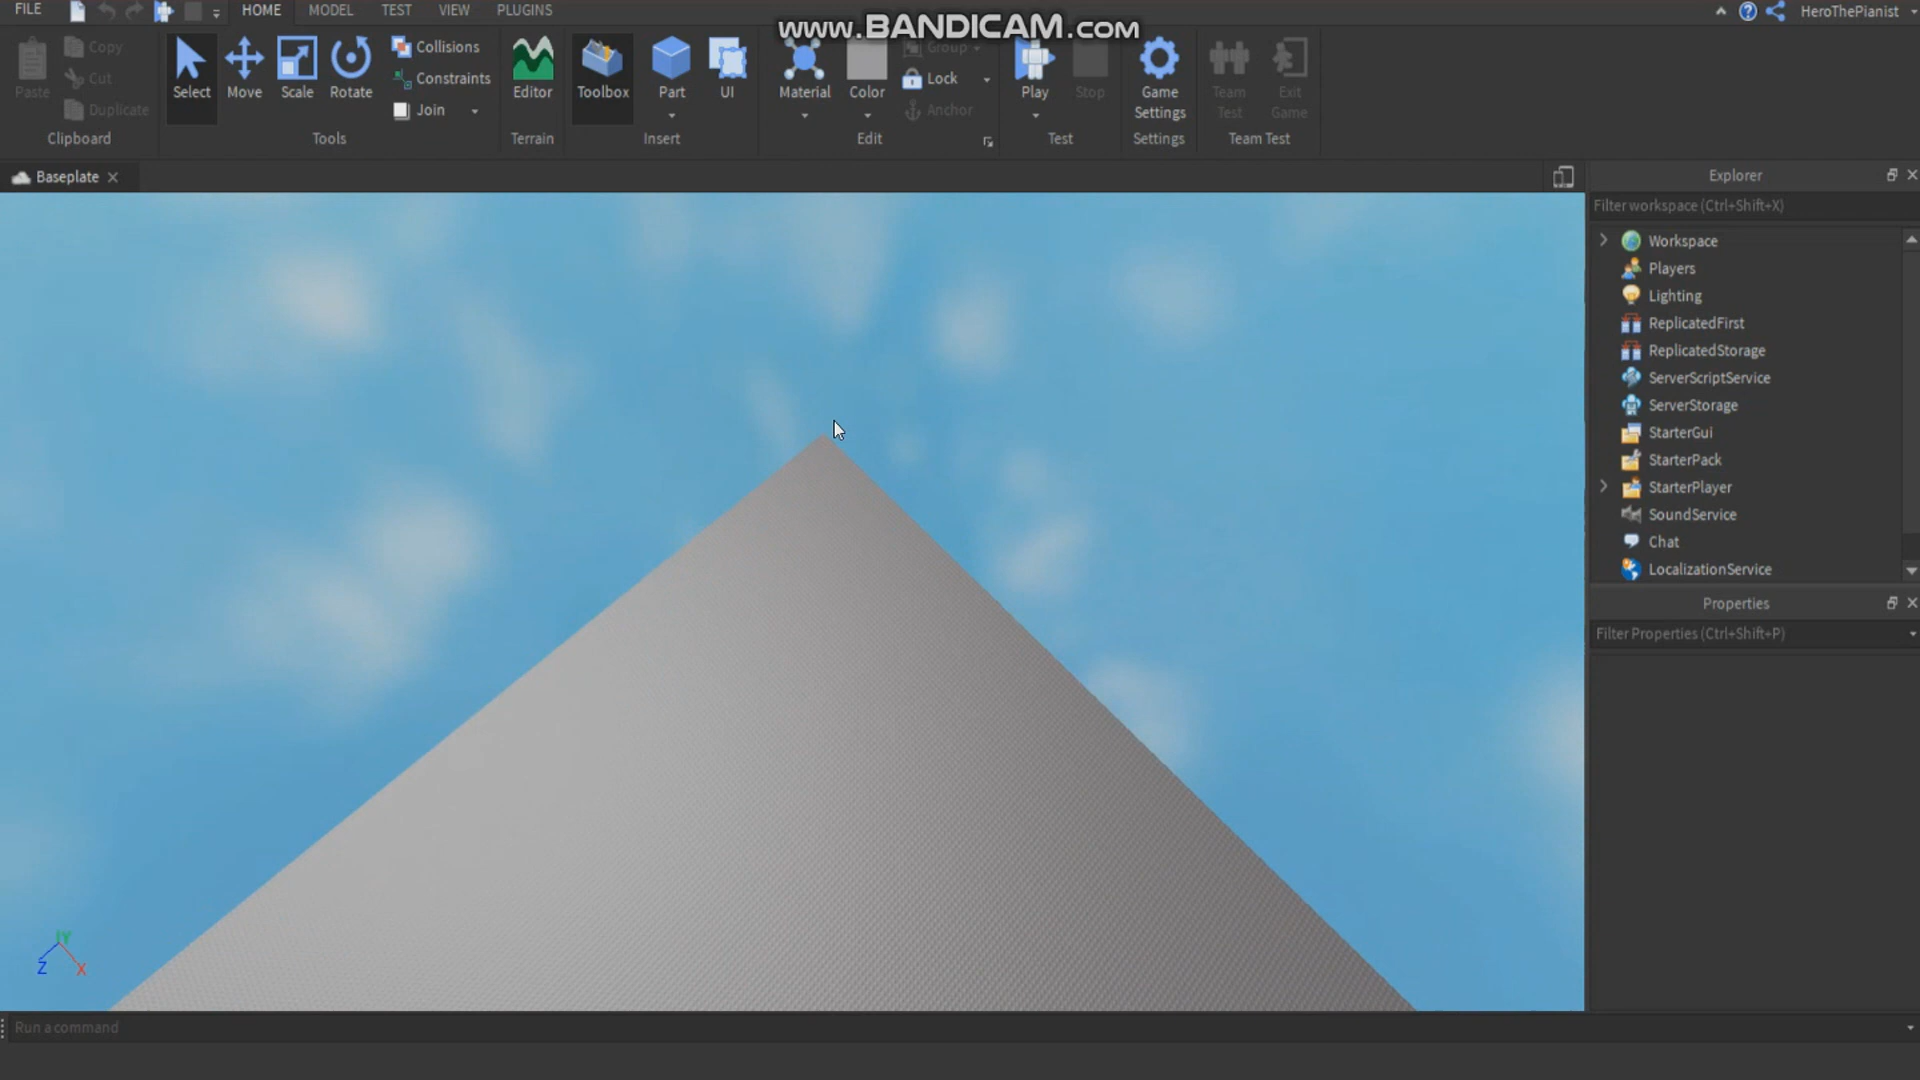 FILE HOME MODEL TEST VIEW PLUGINS
www.BANDICAM.com
HeroThePianist
Paste
Copy
Cut
Duplicate
Clipboard
Select
Move
Scale
Rotate
Collisions
Constraints
Join
Tools
Editor
Terrain
Toolbox
Part
UI
Insert
Material
Color
Group
Lock
Anchor
Edit
Play
Stop
Test
Game
Settings
Settings
Team
Test
Exit
Game
Team Test
Baseplate
Explorer
Filter workspace (Ctrl+Shift+X)
Workspace
Players
Lighting
ReplicatedFirst
ReplicatedStorage
ServerScriptService
ServerStorage
StarterGui
StarterPack
StarterPlayer
SoundService
Chat
LocalizationService
Properties
Filter Properties (Ctrl+Shift+P)
Y
Z
X
Run a command